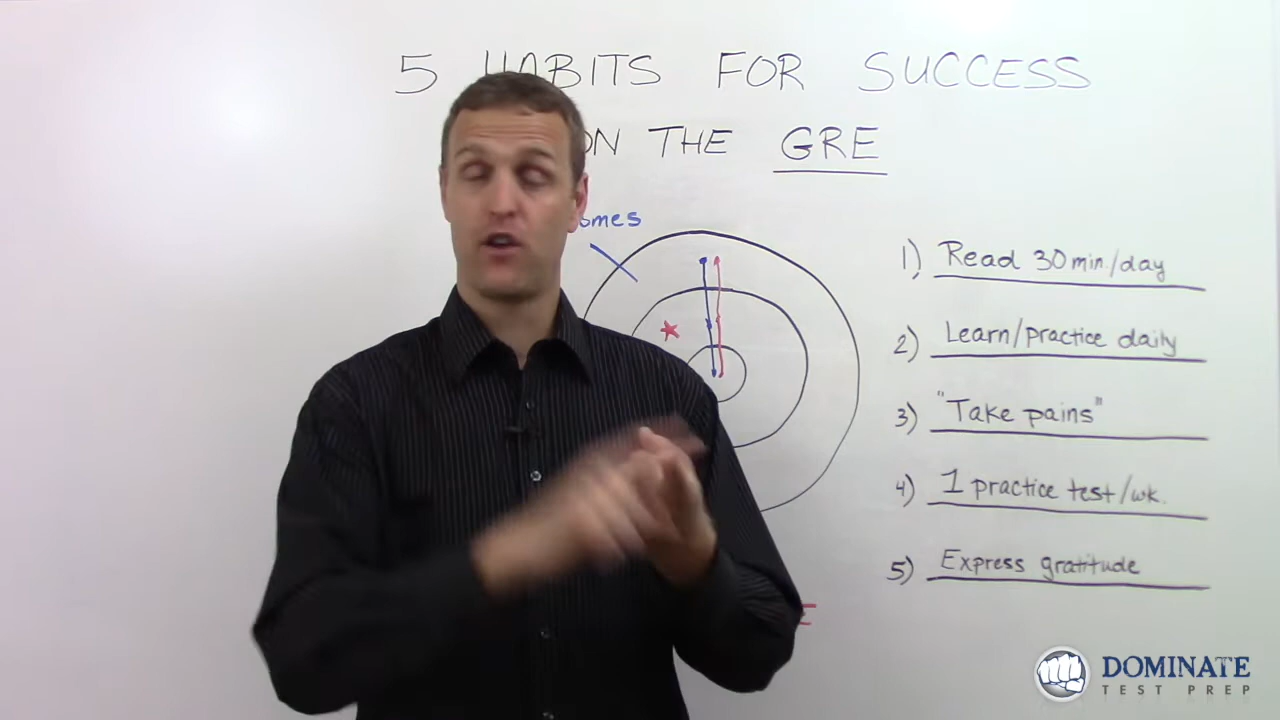 5 HABITS FOR SUCCESS
ON THE GRE
1) Read 30 min./day
2) Learn/practice daily
3) "Take pains"
4) 1 practice test/wk.
5) Express gratitude
DOMINATE
TEST PREP